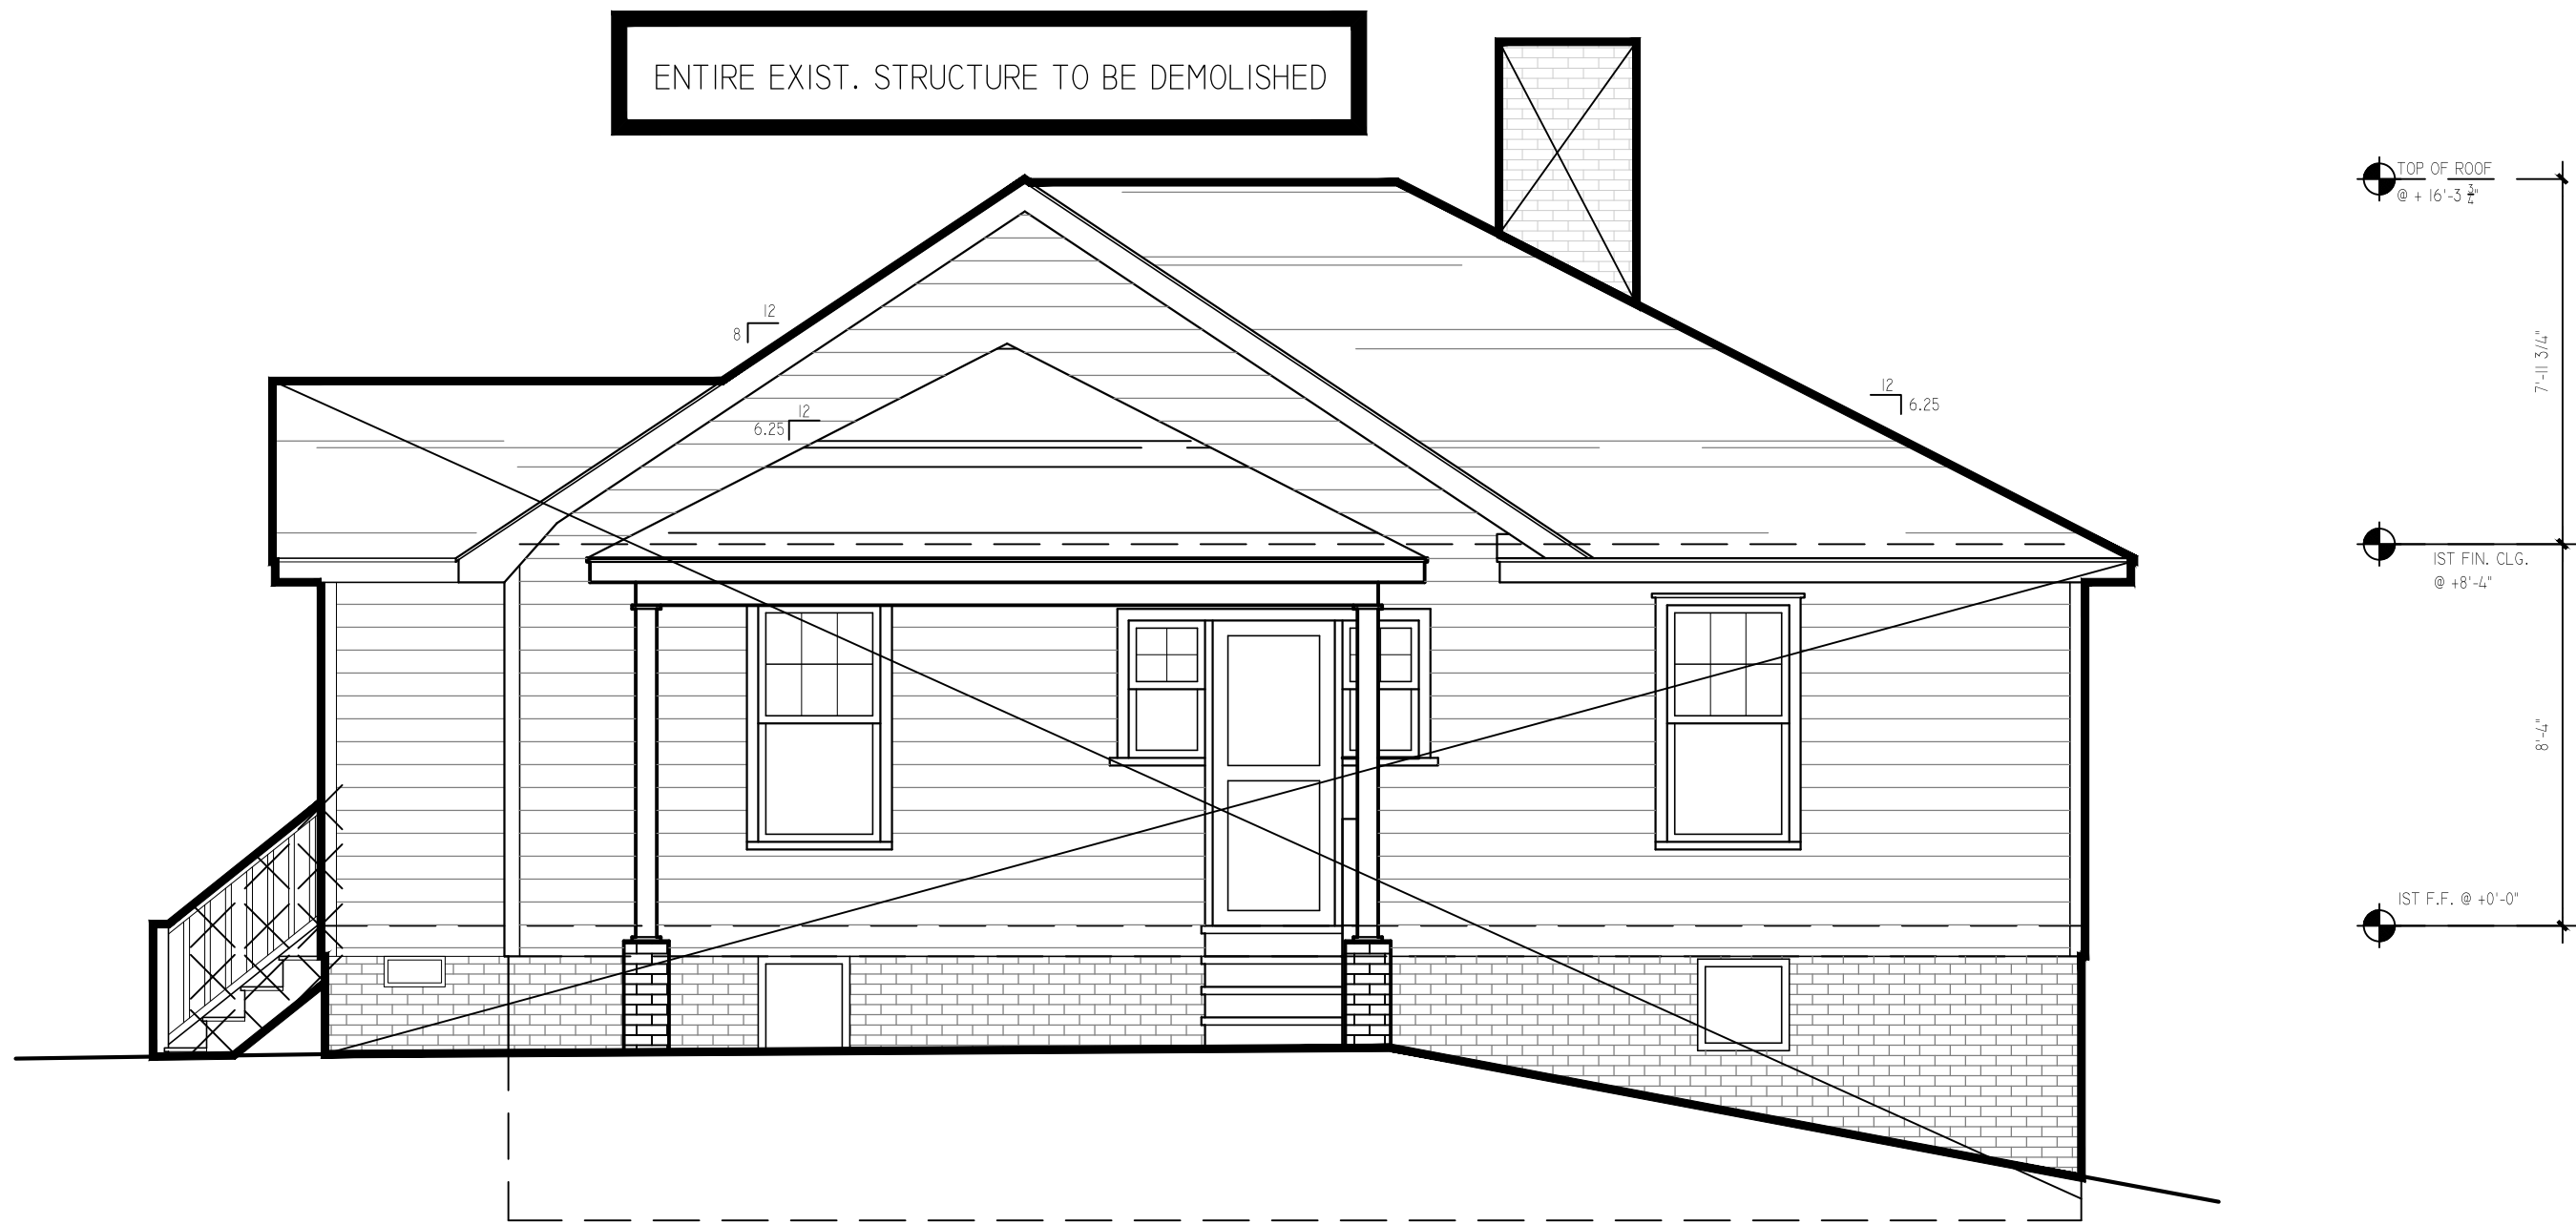 ENTIRE EXIST. STRUCTURE TO BE DEMOLISHED
TOP OF ROOF
@ + 16'-3 3/4"
12
8
7'-11 3/4"
12
6.25
12
6.25
1ST FIN. CLG.
@ +8'-4"
8'-4"
1ST F.F. @ +0'-0"